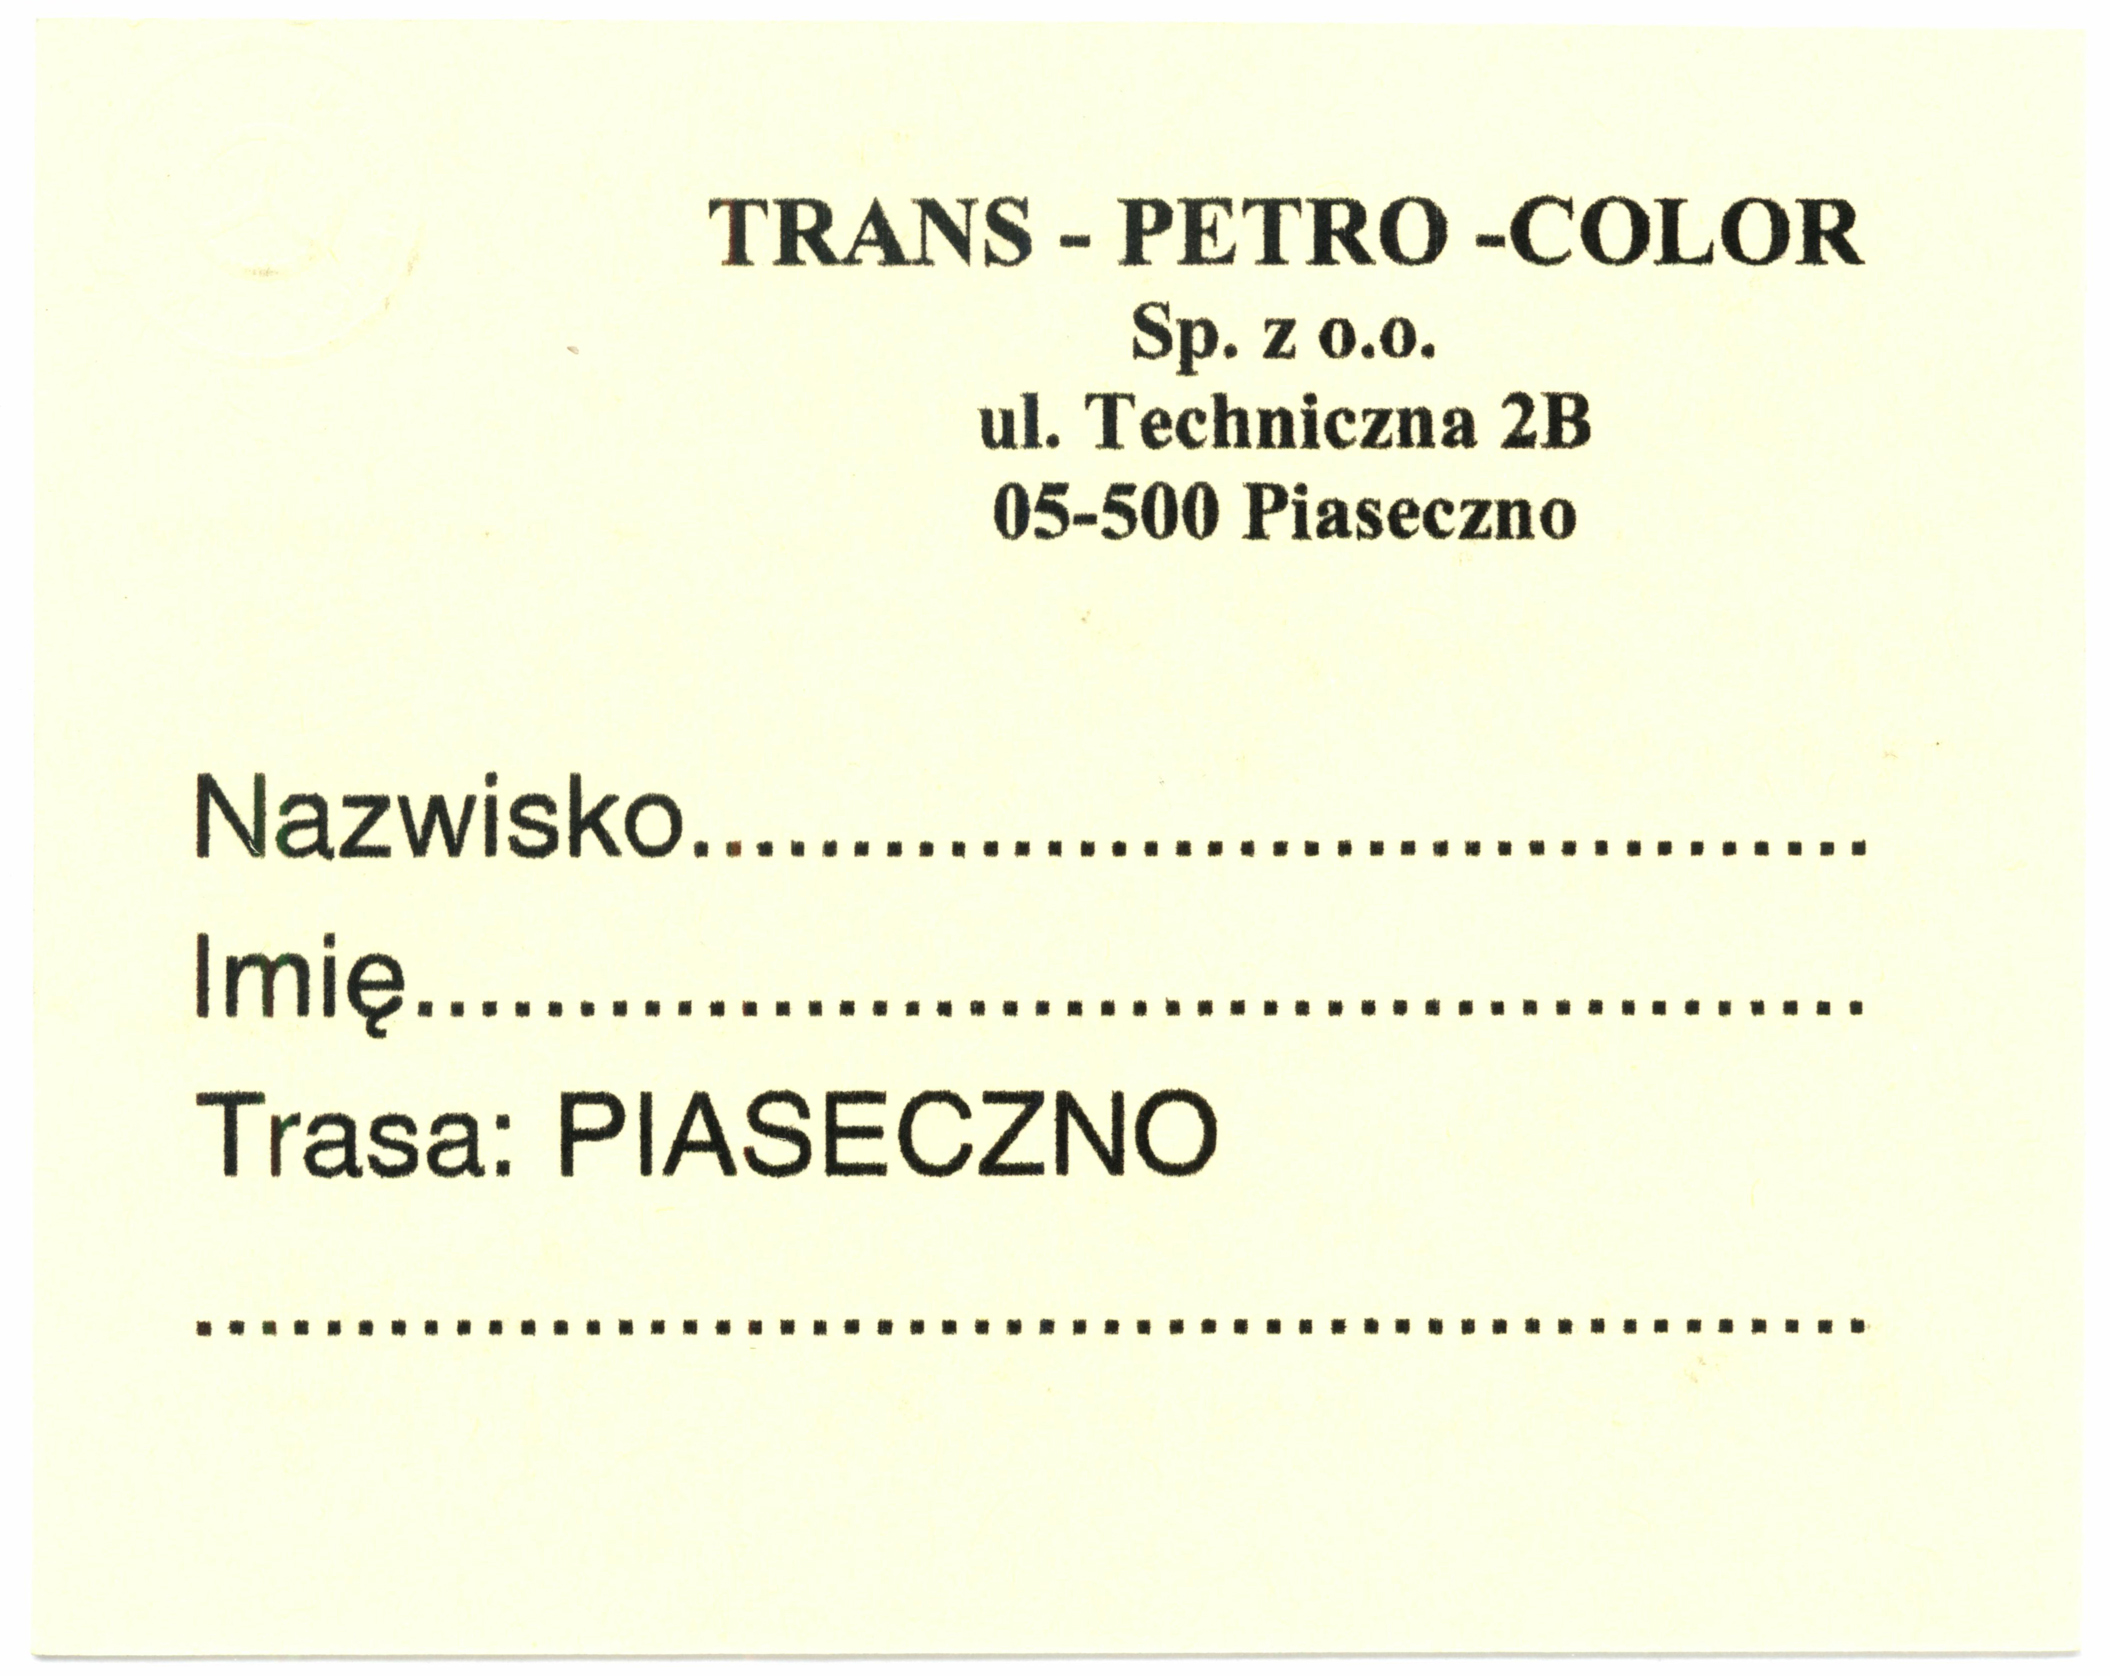 TRANS - PETRO -COLOR
Sp. z o.o.
ul. Techniczna 2B
05-500 Piaseczno
Nazwisko....................................
Imię.............................................
Trasa: PIASECZNO
....................................................